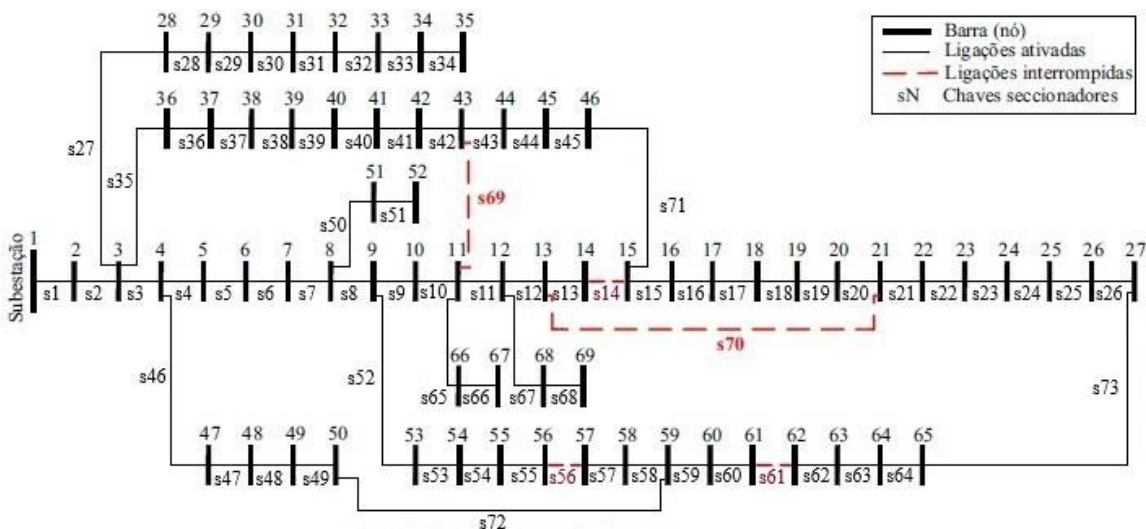 28 29 30 31 32 33 34 35
s28 s29 s30 s31 s32 s33 s34
Barra (nó)
Ligações ativadas
Ligações interrompidas
sN Chaves seccionadores
36 37 38 39 40 41 42 43 44 45 46
s36 s37 s38 s39 s40 s41 s42 s43 s44 s45
s27
s35
51 52
s50 s51
s69
s71
Subestação
1 2 3 4 5 6 7 8 9 10 11 12 13 14 15 16 17 18 19 20 21 22 23 24 25 26 27
s1 s2 s3 s4 s5 s6 s7 s8 s9 s10 s11 s12 s13 s14 s15 s16 s17 s18 s19 s20 s21 s22 s23 s24 s25 s26
s70
66 67 68 69
s65 s66 s67 s68
s46
s52
s73
47 48 49 50 53 54 55 56 57 58 59 60 61 62 63 64 65
s47 s48 s49 s53 s54 s55 s56 s57 s58 s59 s60 s61 s62 s63 s64
s72